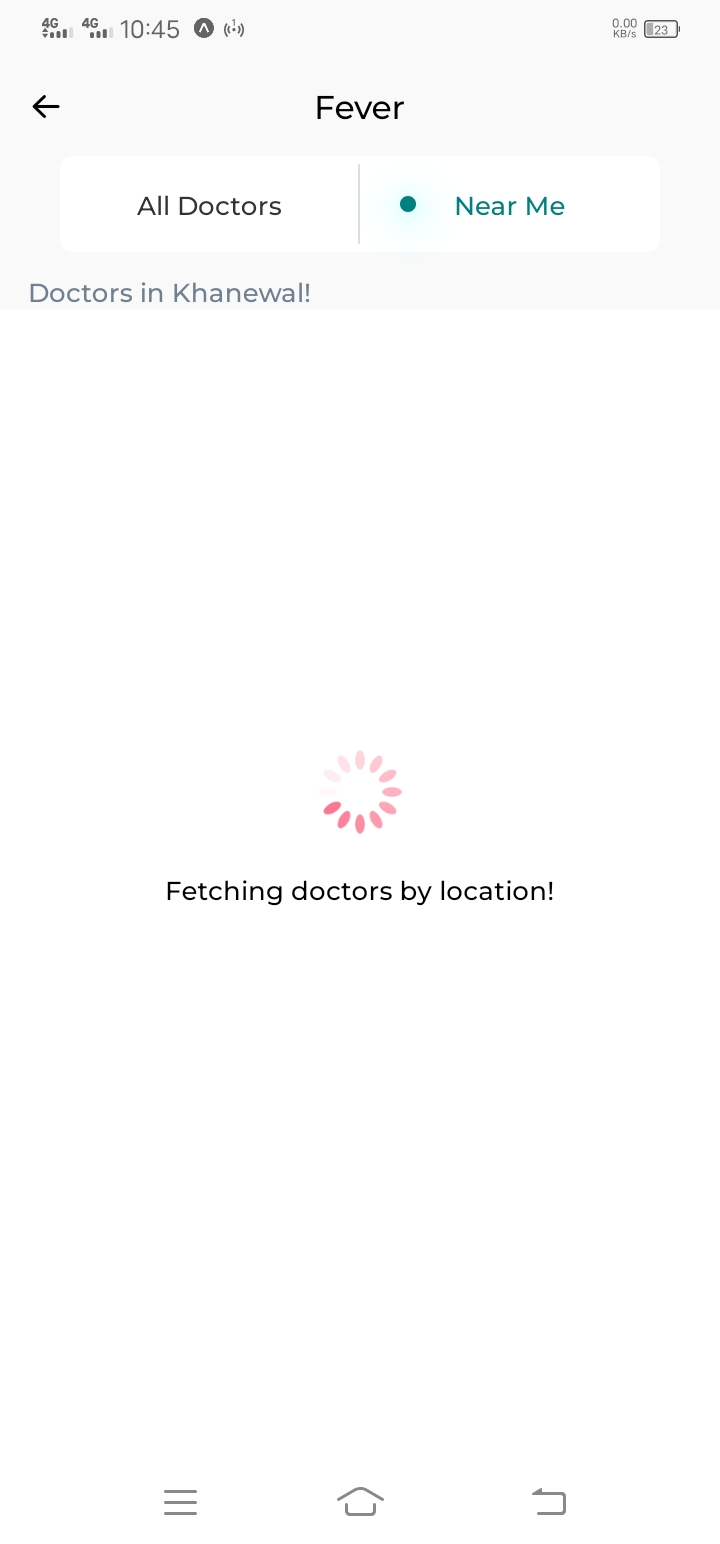 4G 4G 10:45 0.00 KB/s 23
Fever
All Doctors Near Me
Doctors in Khanewal!
Fetching doctors by location!